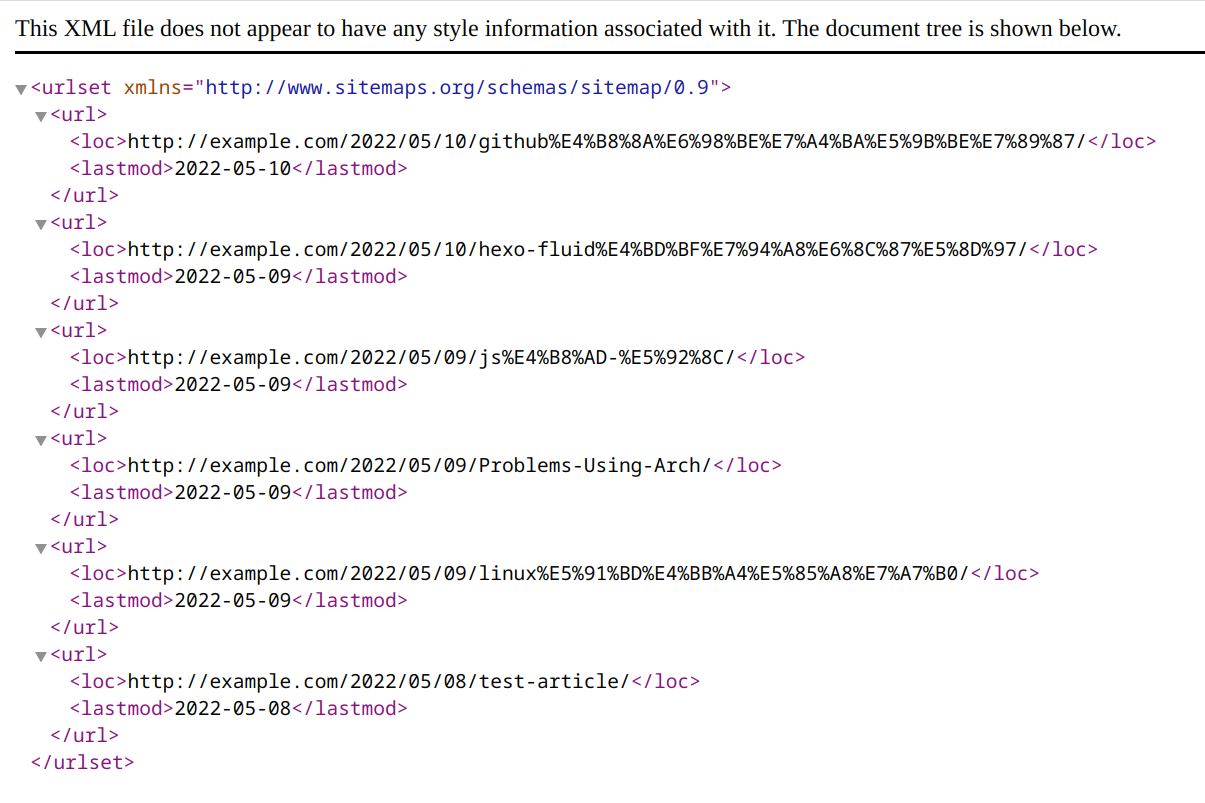 This XML file does not appear to have any style information associated with it. The document tree is shown below.
<urlset xmlns="http://www.sitemaps.org/schemas/sitemap/0.9">
<url>
<loc>http://example.com/2022/05/10/github%E4%B8%8A%E6%98%BE%E7%A4%BA%E5%9B%BE%E7%89%87/</loc>
<lastmod>2022-05-10</lastmod>
</url>
<url>
<loc>http://example.com/2022/05/10/hexo-fluid%E4%BD%BF%E7%94%A8%E6%8C%87%E5%8D%97/</loc>
<lastmod>2022-05-09</lastmod>
</url>
<url>
<loc>http://example.com/2022/05/09/js%E4%B8%AD-%E5%92%8C/</loc>
<lastmod>2022-05-09</lastmod>
</url>
<url>
<loc>http://example.com/2022/05/09/Problems-Using-Arch/</loc>
<lastmod>2022-05-09</lastmod>
</url>
<url>
<loc>http://example.com/2022/05/09/linux%E5%91%BD%E4%BB%A4%E5%85%A8%E7%A7%B0/</loc>
<lastmod>2022-05-09</lastmod>
</url>
<url>
<loc>http://example.com/2022/05/08/test-article/</loc>
<lastmod>2022-05-08</lastmod>
</url>
</urlset>